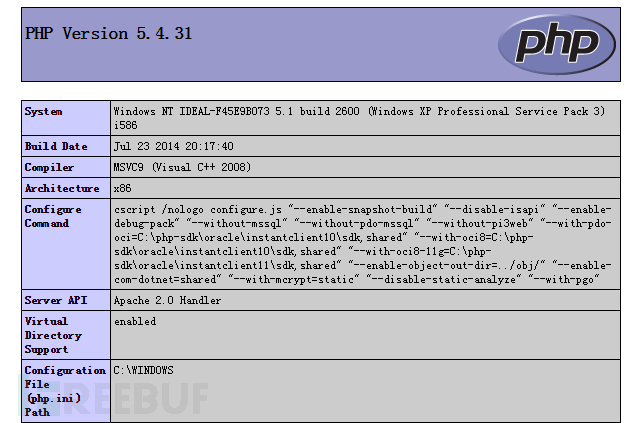 PHP Version 5.4.31
php
System
Windows NT IDEAL-F45E9B073 5.1 build 2600 (Windows XP Professional Service Pack 3)
i586
Build Date
Jul 23 2014 20:17:40
Compiler
MSVC9 (Visual C++ 2008)
Architecture
x86
Configure
Command
cscript /nologo configure.js "--enable-snapshot-build" "--disable-isapi" "--enable-
debug-pack" "--without-mssql" "--without-pdo-mssql" "--without-pi3web" "--with-pdo-
oci=C:\php-sdk\oracle\instantclient10\sdk,shared" "--with-oci8=C:\php-
sdk\oracle\instantclient10\sdk,shared" "--with-oci8-11g=C:\php-
sdk\oracle\instantclient11\sdk,shared" "--enable-object-out-dir=../obj/" "--enable-
com-dotnet=shared" "--with-mcrypt=static" "--disable-static-analyze" "--with-pgo"
Server API
Apache 2.0 Handler
Virtual
Directory
Support
enabled
Configuration
File
(php.ini)
Path
C:\WINDOWS
REEBUF